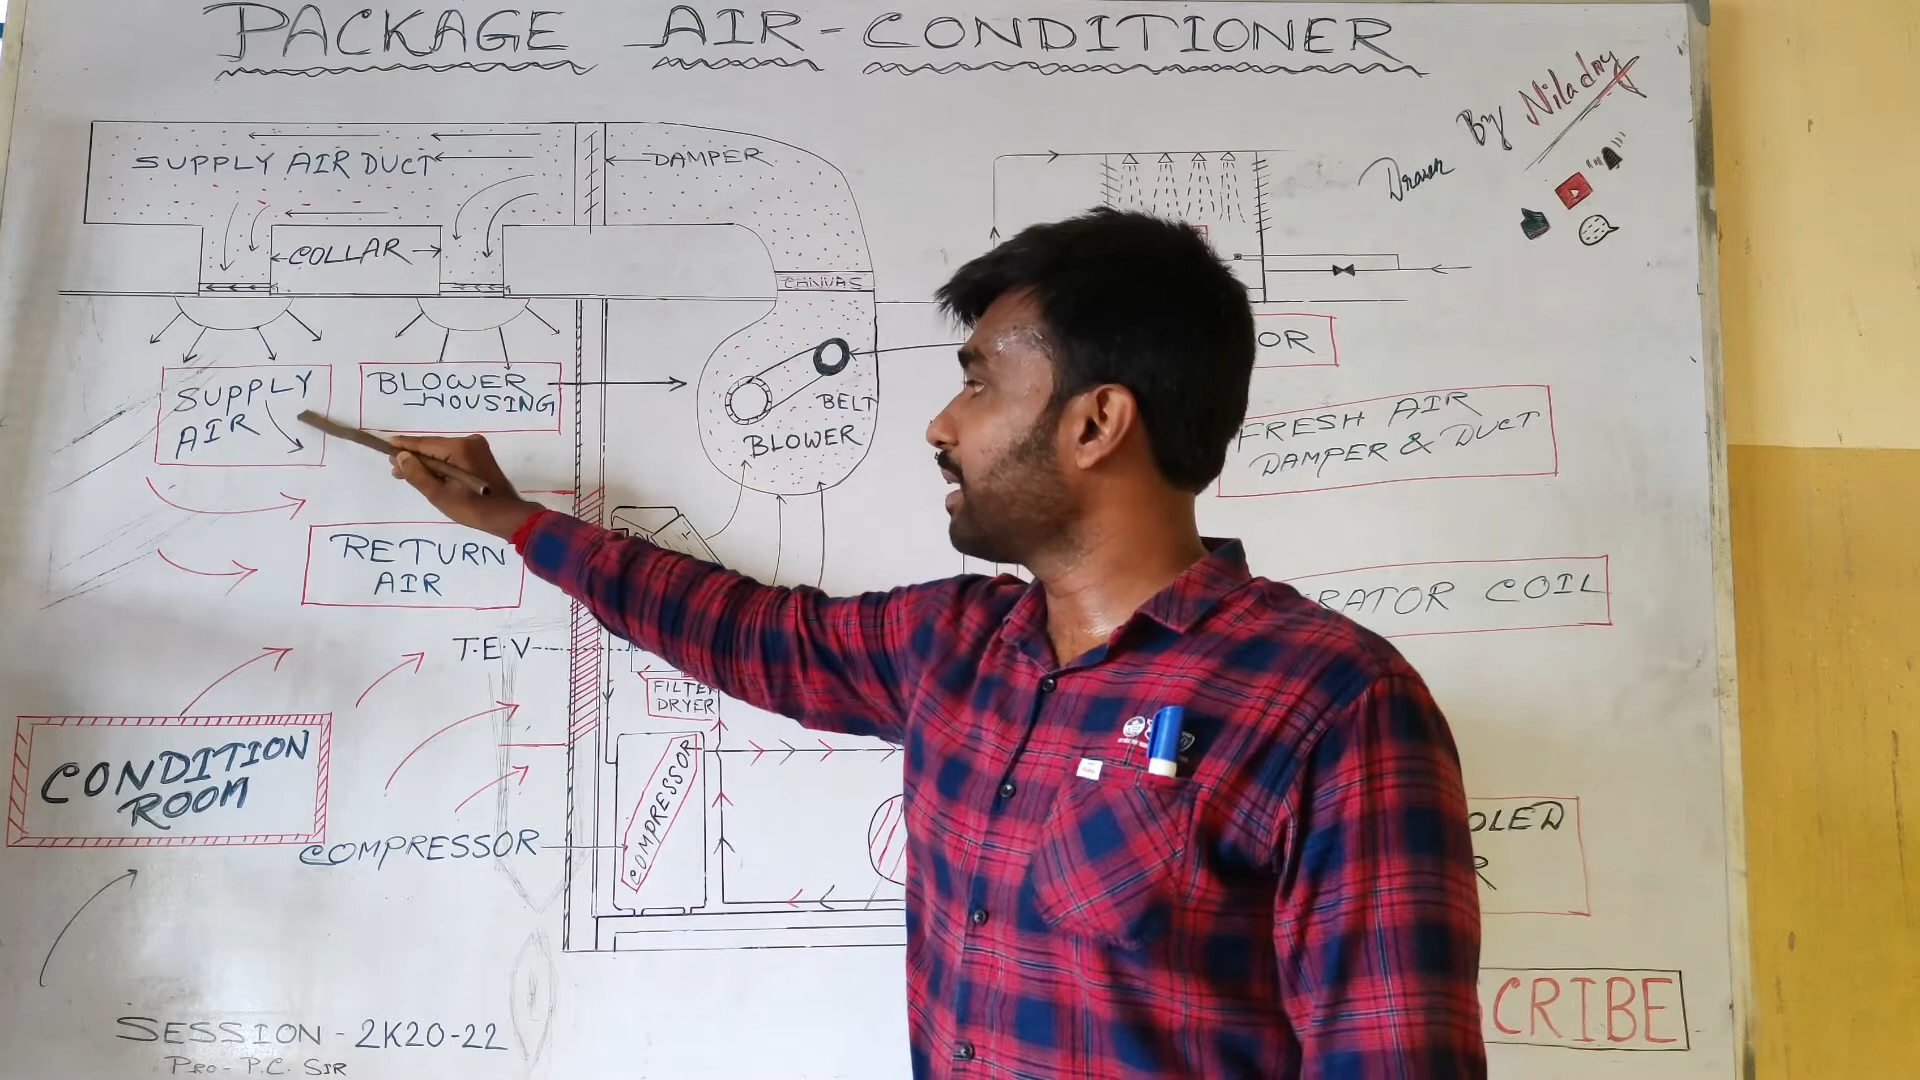 PACKAGE AIR-CONDITIONER
Drawn By Niladry
SUPPLY AIR DUCT
DAMPER
COLLAR
CANVAS
SUPPLY
AIR
BLOWER
HOUSING
BELT
BLOWER
OR
FRESH AIR
DAMPER & DUCT
RETURN
AIR
RATOR COIL
T.E.V
FILTER
DRYER
CONDITION
ROOM
COMPRESSOR
COMPRESSOR
OLED
R
CRIBE
SESSION - 2K20-22
PRO- P.C. SIR